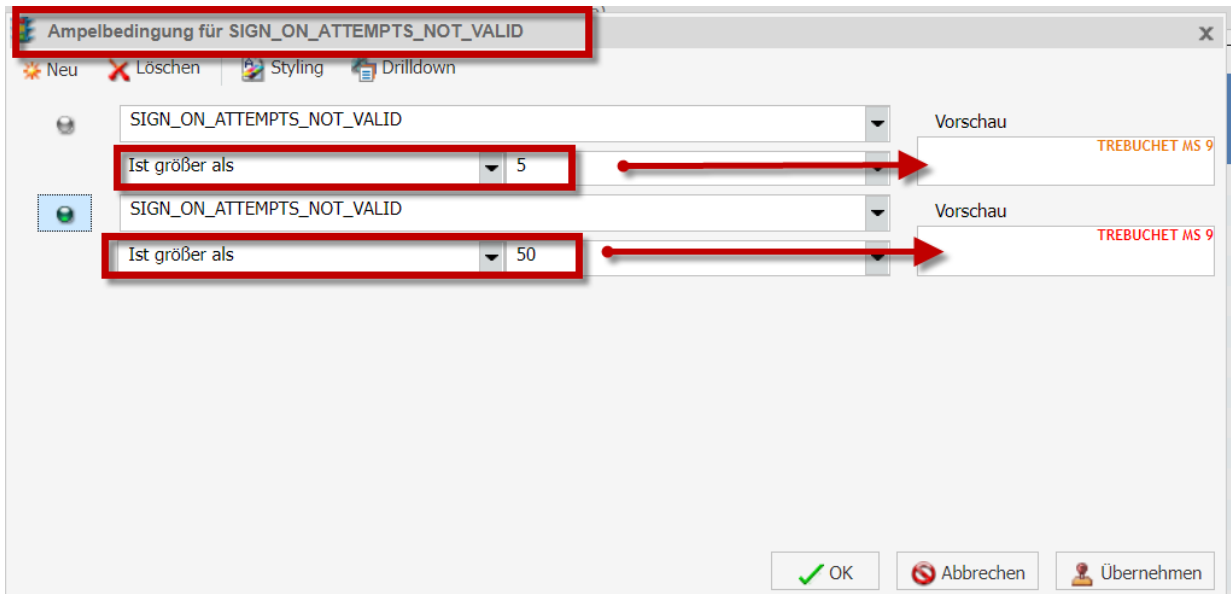 Ampelbedingung für SIGN_ON_ATTEMPTS_NOT_VALID
x
Neu Löschen Styling Drilldown
SIGN_ON_ATTEMPTS_NOT_VALID Vorschau
Ist größer als 5 TREBUCHET MS 9
SIGN_ON_ATTEMPTS_NOT_VALID Vorschau
Ist größer als 50 TREBUCHET MS 9
OK Abbrechen Übernehmen